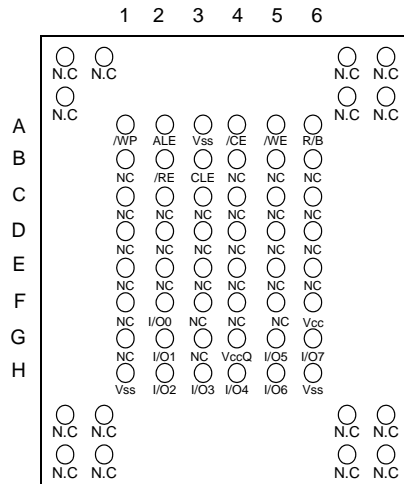 1 2 3 4 5 6
N.C N.C N.C N.C
N.C N.C N.C
A /WP ALE Vss /CE /WE R/B
B NC /RE CLE NC NC NC
C NC NC NC NC NC NC
D NC NC NC NC NC NC
E NC NC NC NC NC NC
F NC I/O0 NC NC NC Vcc
G NC I/O1 NC VccQ I/O5 I/O7
H Vss I/O2 I/O3 I/O4 I/O6 Vss
N.C N.C N.C N.C
N.C N.C N.C N.C